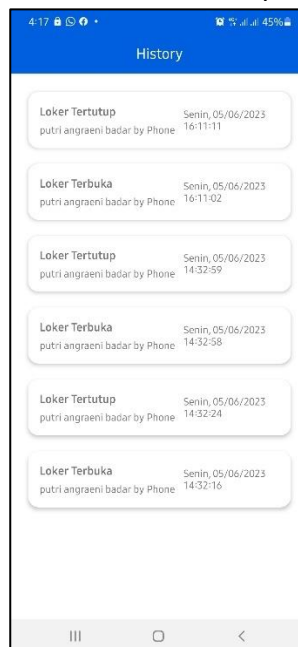 4:17
45%
History
Loker Tertutup
putri angraeni badar by Phone
Senin, 05/06/2023
16:11:11
Loker Terbuka
putri angraeni badar by Phone
Senin, 05/06/2023
16:11:02
Loker Tertutup
putri angraeni badar by Phone
Senin, 05/06/2023
14:32:59
Loker Terbuka
putri angraeni badar by Phone
Senin, 05/06/2023
14:32:58
Loker Tertutup
putri angraeni badar by Phone
Senin, 05/06/2023
14:32:24
Loker Terbuka
putri angraeni badar by Phone
Senin, 05/06/2023
14:32:16